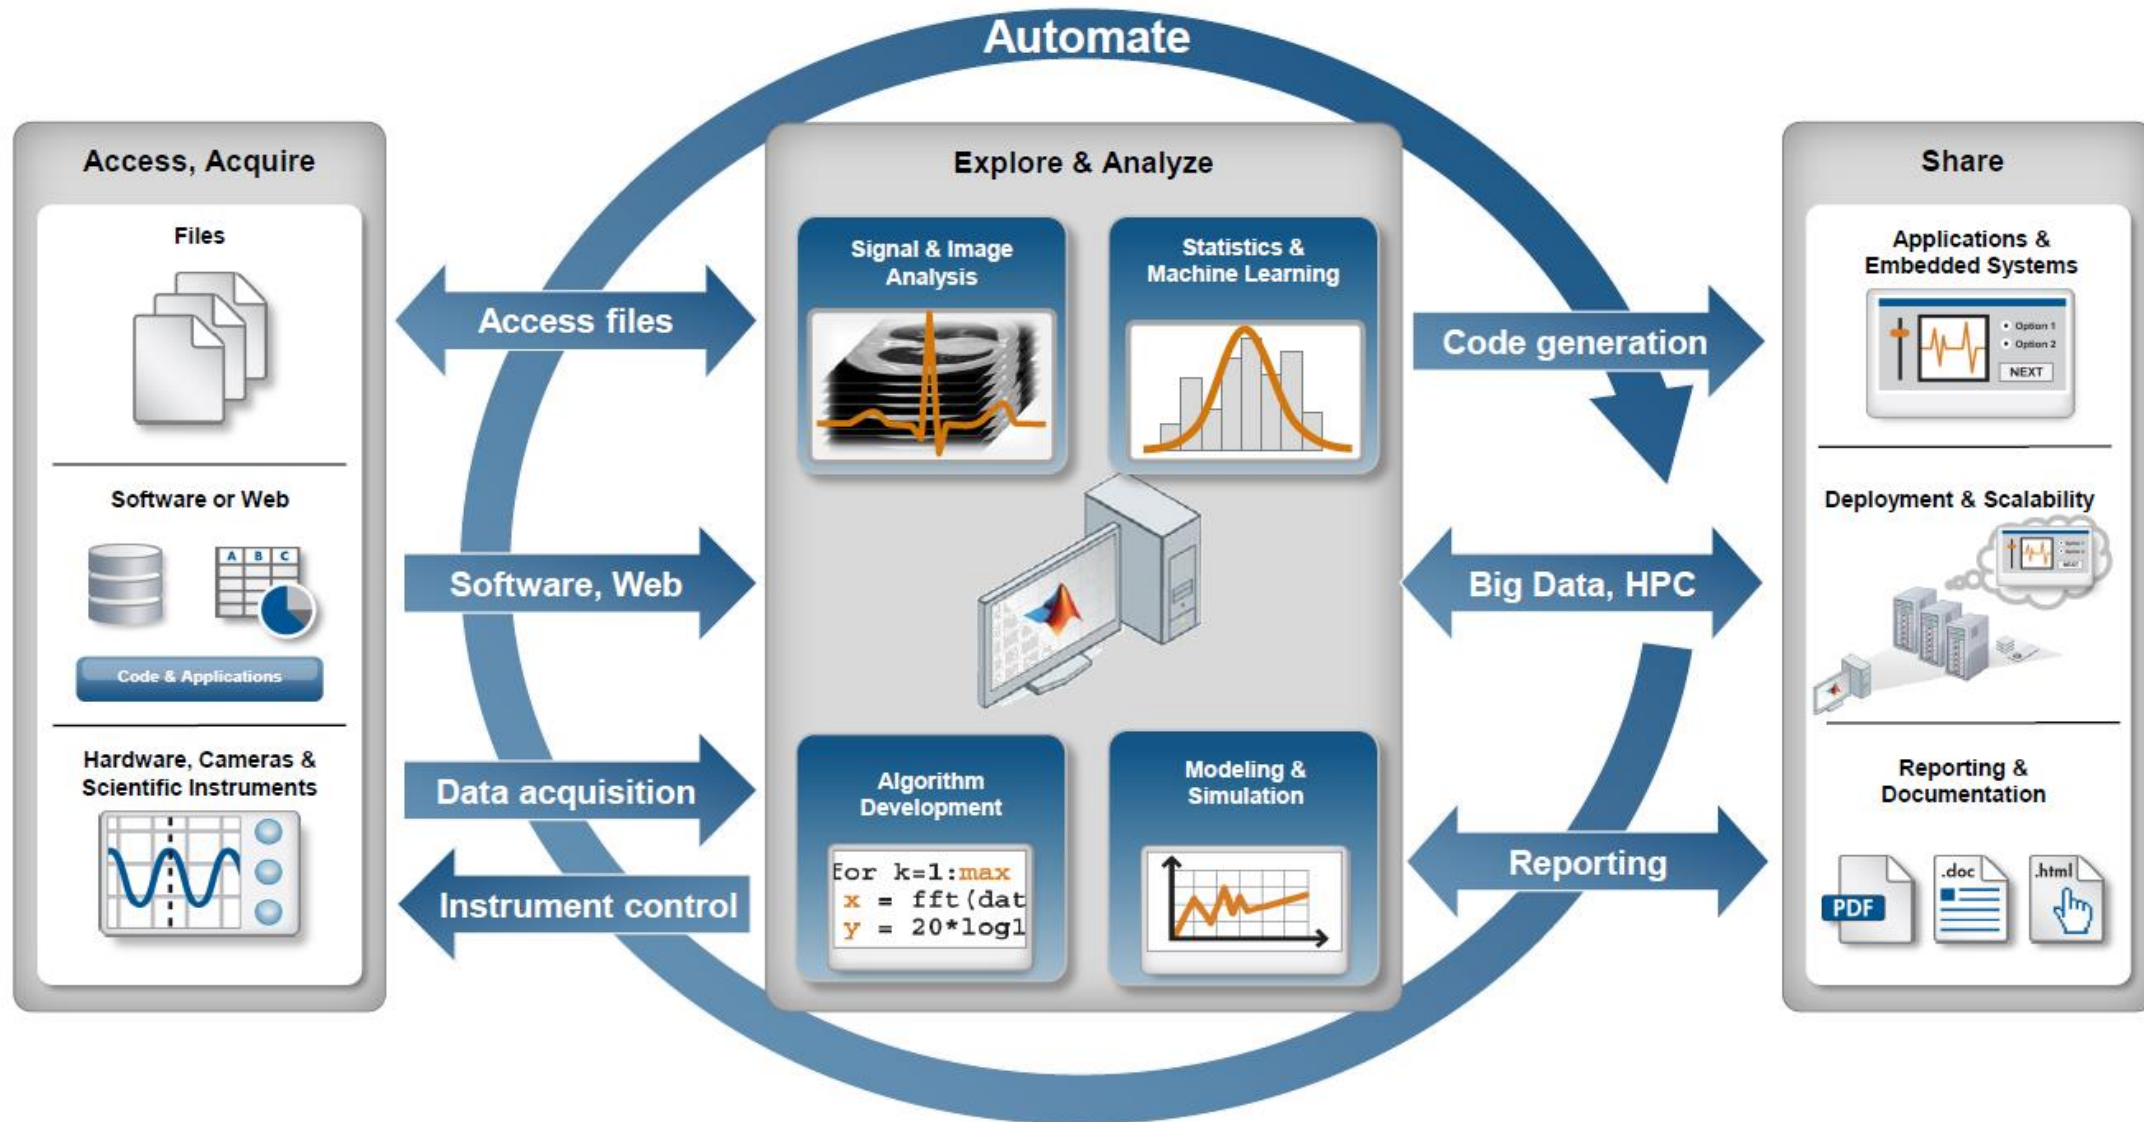 Automate
Access, Acquire
Files
Software or Web
A B C
Code & Applications
Hardware, Cameras &
Scientific Instruments
Access files
Software, Web
Data acquisition
Instrument control
Explore & Analyze
Signal & Image
Analysis
Statistics &
Machine Learning
Algorithm
Development
for k=1:max
x = fft(dat
y = 20*log1
Modeling &
Simulation
Code generation
Big Data, HPC
Reporting
Share
Applications &
Embedded Systems
Option 1
Option 2
NEXT
Deployment & Scalability
NEXT
Reporting &
Documentation
PDF
.doc
.html